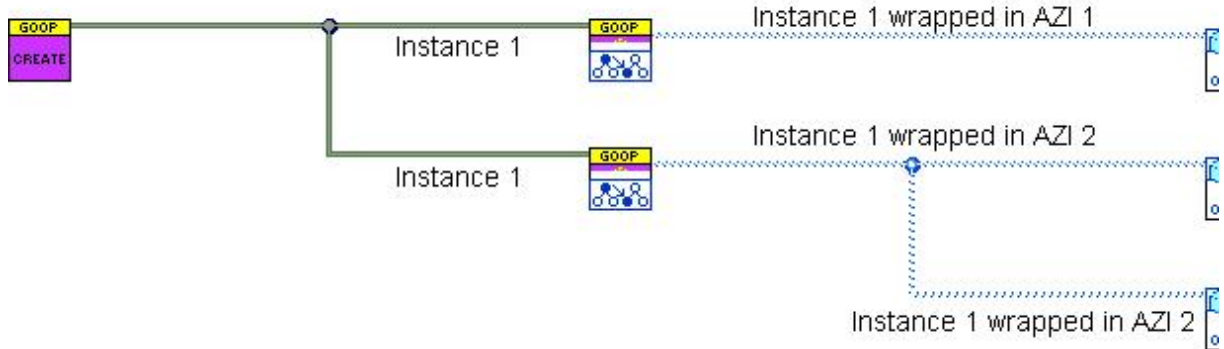 Instance 1 wrapped in AZI 1
GOOP
CREATE
GOOP
Instance 1
Instance 1 wrapped in AZI 2
GOOP
Instance 1
Instance 1 wrapped in AZI 2